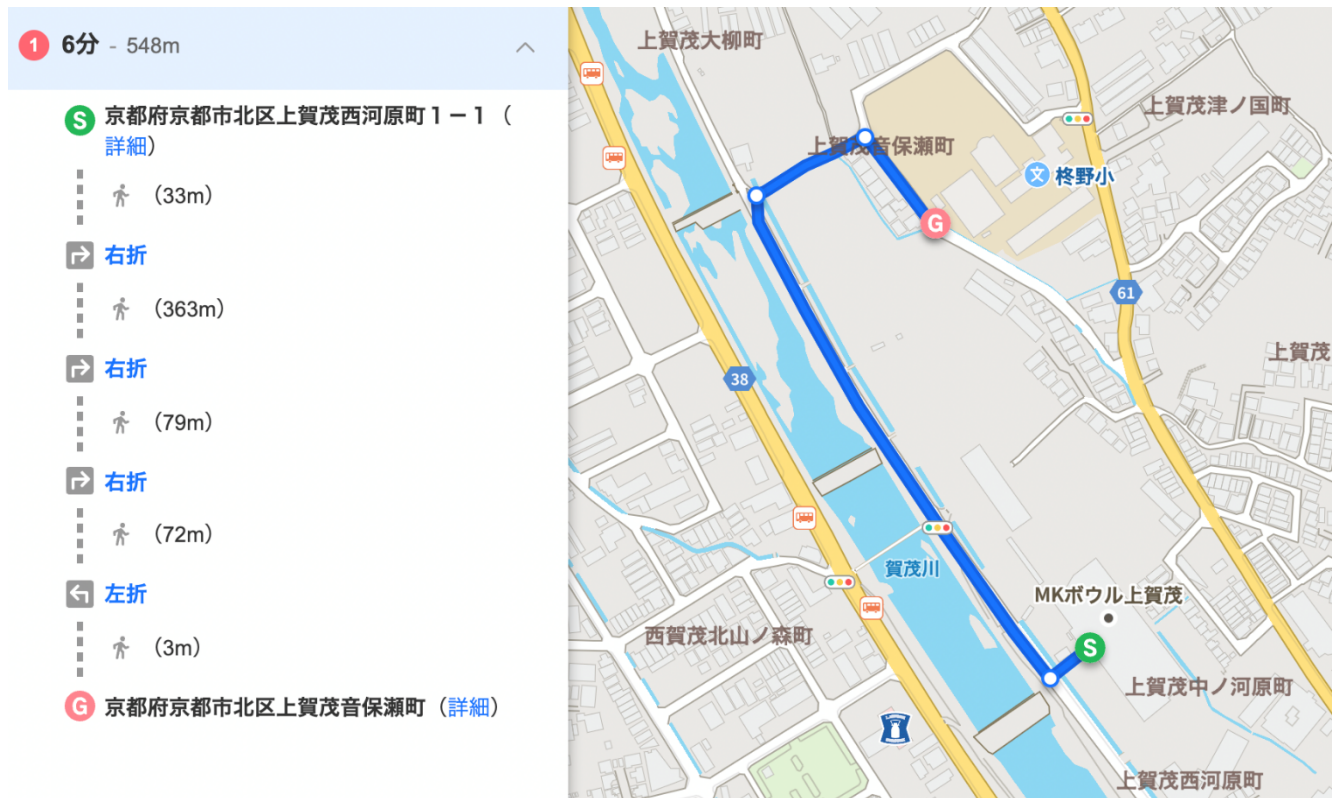 1 6分 - 548m
S 京都府京都市北区上賀茂西河原町１－１（
詳細）
（33m）
右折
（363m）
右折
（79m）
右折
（72m）
左折
（3m）
G 京都府京都市北区上賀茂音保瀬町（詳細）
上賀茂大柳町
上賀茂津ノ国町
上賀茂音保瀬町
文 柊野小
G
61
上賀茂
38
賀茂川
MKボウル上賀茂
西賀茂北山ノ森町
S
上賀茂中ノ河原町
LAWSON
上賀茂西河原町